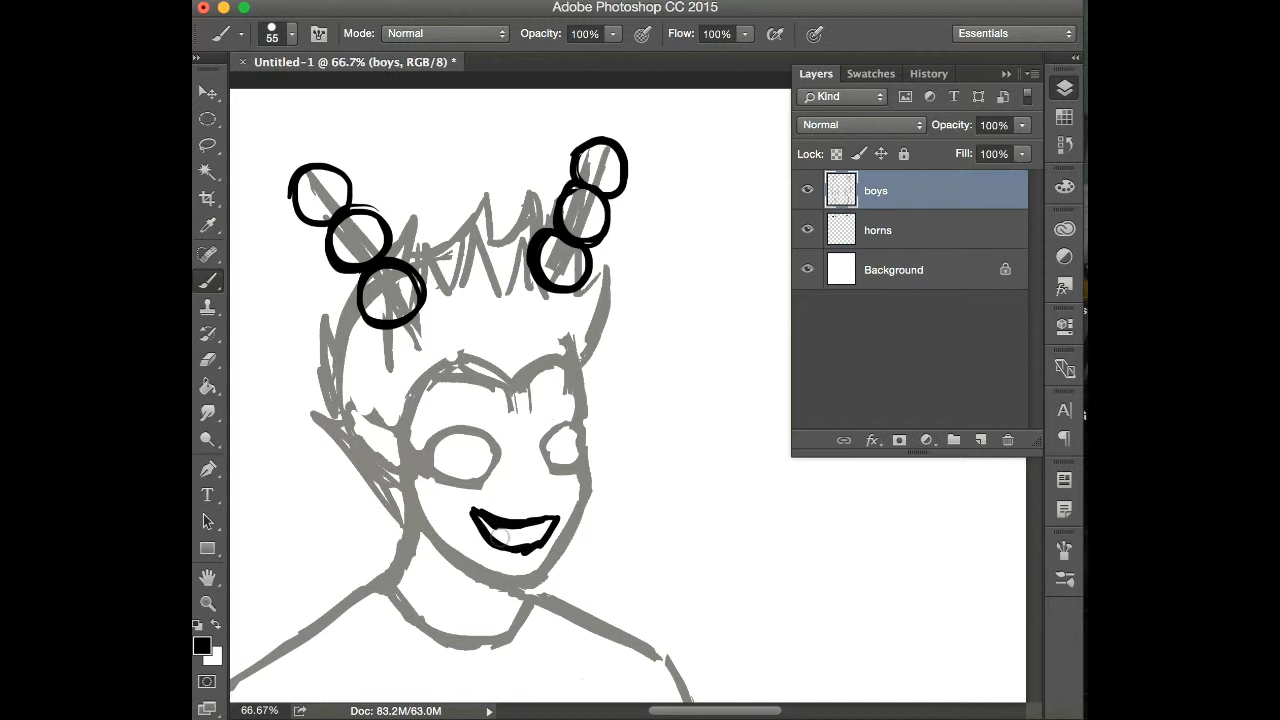 Adobe Photoshop CC 2015
55
Mode: Normal
Opacity: 100%
Flow: 100%
Essentials
Untitled-1 @ 66.7% (boys, RGB/8) *
Layers
Swatches
History
Kind
Normal
Opacity: 100%
Lock:
Fill: 100%
boys
horns
Background
66.67%
Doc: 83.2M/63.0M